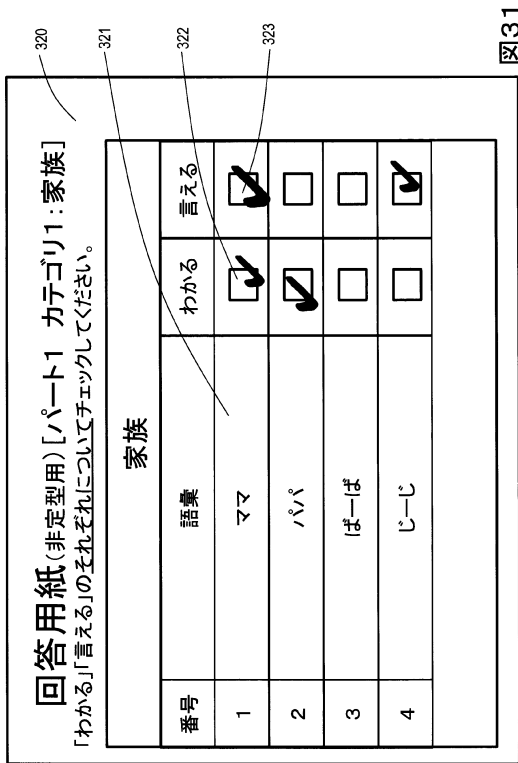 回答用紙(非定型用)[パート1 カテゴリ1:家族]
「わかる」「言える」のそれぞれについてチェックしてください。
家族
番号 語彙 わかる 言える
1 ママ
2 パパ
3 ばーば
4 じーじ
320
321
322
323
図31